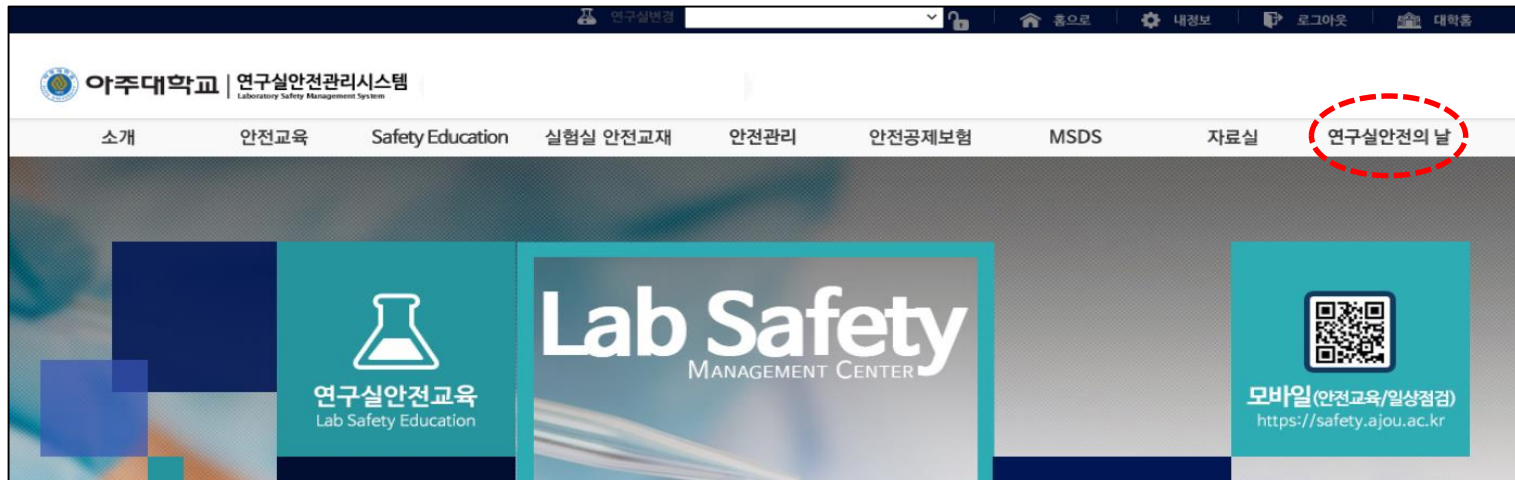 연구실변경 홈으로 내정보 로그아웃 대학홈
아주대학교 연구실안전관리시스템
Laboratory Safety Management System
소개 안전교육 Safety Education 실험실 안전교재 안전관리 안전공제보험 MSDS 자료실 연구실안전의 날
Lab Safety
MANAGEMENT CENTER
연구실안전교육
Lab Safety Education
모바일(안전교육/일상점검)
https://safety.ajou.ac.kr